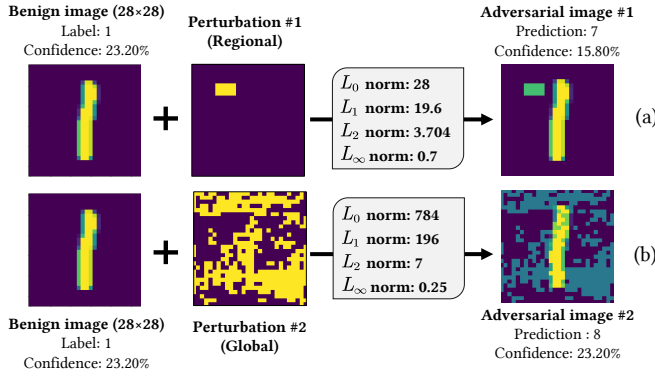 Benign image (28×28)
Label: 1
Confidence: 23.20%
Perturbation #1
(Regional)
Adversarial image #1
Prediction: 7
Confidence: 15.80%
L0 norm: 28
L1 norm: 19.6
L2 norm: 3.704
L∞ norm: 0.7
(a)
L0 norm: 784
L1 norm: 196
L2 norm: 7
L∞ norm: 0.25
(b)
Benign image (28×28)
Label: 1
Confidence: 23.20%
Perturbation #2
(Global)
Adversarial image #2
Prediction : 8
Confidence: 23.20%